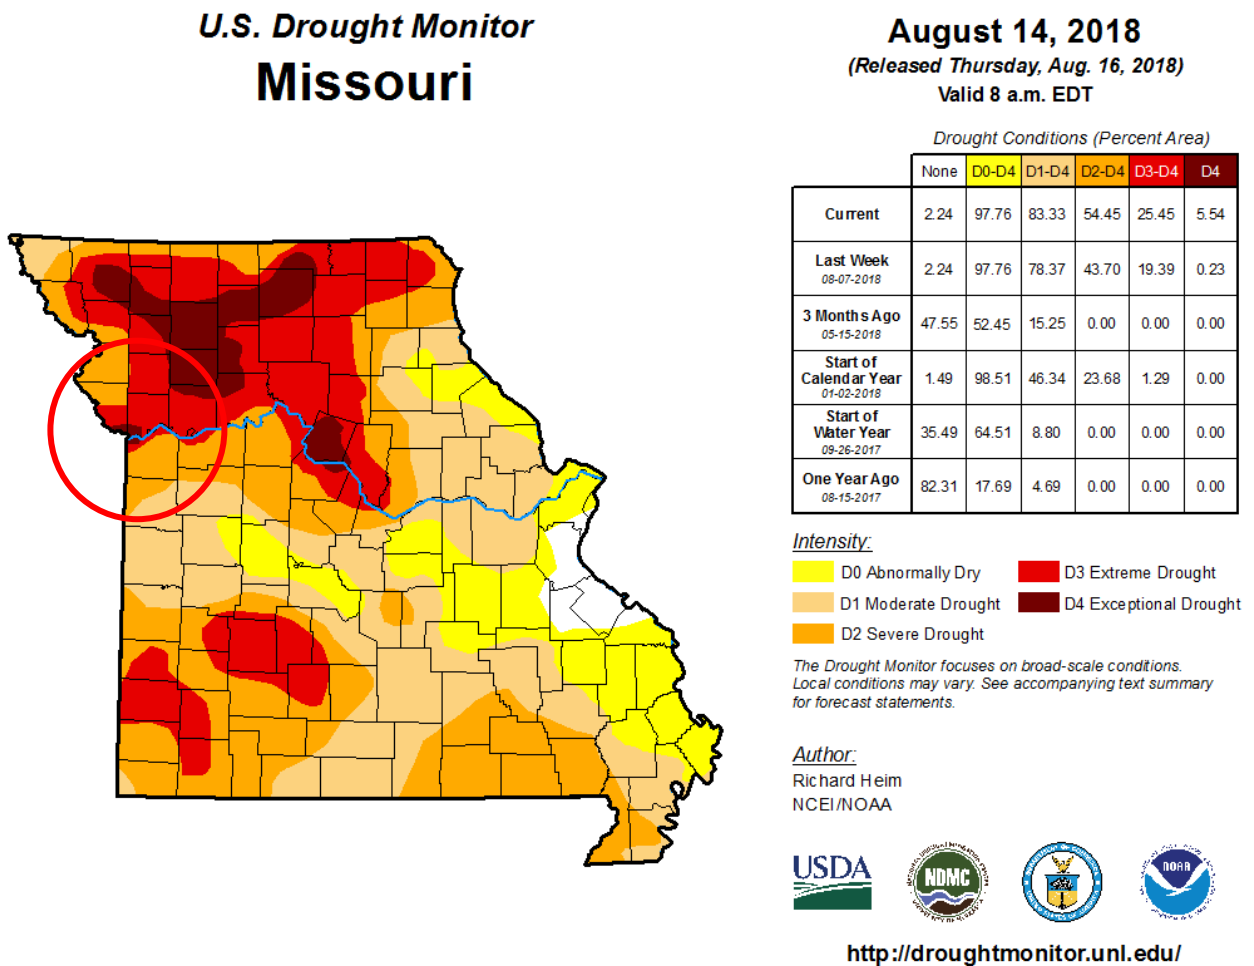 U.S. Drought Monitor
Missouri
August 14, 2018
(Released Thursday, Aug. 16, 2018)
Valid 8 a.m. EDT
Drought Conditions (Percent Area)
None D0-D4 D1-D4 D2-D4 D3-D4 D4
Current 2.24 97.76 83.33 54.45 25.45 5.54
Last Week
08-07-2018 2.24 97.76 78.37 43.70 19.39 0.23
3 Months Ago
05-15-2018 47.55 52.45 15.25 0.00 0.00 0.00
Start of
Calendar Year
01-02-2018 1.49 98.51 46.34 23.68 1.29 0.00
Start of
Water Year
09-26-2017 35.49 64.51 8.80 0.00 0.00 0.00
One Year Ago
08-15-2017 82.31 17.69 4.69 0.00 0.00 0.00
Intensity:
D0 Abnormally Dry
D1 Moderate Drought
D2 Severe Drought
D3 Extreme Drought
D4 Exceptional Drought
The Drought Monitor focuses on broad-scale conditions.
Local conditions may vary. See accompanying text summary
for forecast statements.
Author:
Richard Heim
NCEI/NOAA
USDA
NDMC
NOAA
http://droughtmonitor.unl.edu/